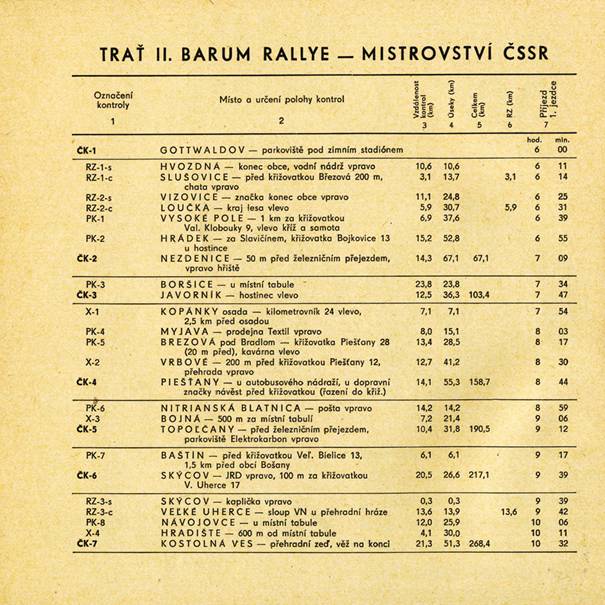 TRAŤ II. BARUM RALLYE — MISTROVSTVÍ ČSSR
Označení kontroly Místo a určení polohy kontrol Vzdálenost kontrol (km) Úseky (km) Celkem (km) RZ (km) Příjezd 1. jezdce
1 2 3 4 5 6 7
hod. min.
ČK-1 GOTTWALDOV — parkoviště pod zimním stadiónem 6 00
RZ-1-s HVOZDNÁ — konec obce, vodní nádrž vpravo 10,6 10,6 6 11
RZ-1-c SLUŠOVICE — před křižovatkou Březová 200 m, 3,1 13,7 3,1 6 14
chata vpravo
RZ-2-s VIZOVICE — značka konec obce vpravo 11,1 24,8 6 25
RZ-2-c LOUČKA — kraj lesa vlevo 5,9 30,7 5,9 6 31
PK-1 VYSOKÉ POLE — 1 km za křižovatkou 6,9 37,6 6 39
Val. Klobouky 9, vlevo kříž a samota
PK-2 HRÁDEK — za Slavičínem, křižovatka Bojkovice 13 15,2 52,8 6 55
u hostince
ČK-2 NEZDENICE — 50 m před železničním přejezdem, 14,3 67,1 67,1 7 09
vpravo hřiště
PK-3 BORŠICE — u místní tabule 23,8 23,8 7 34
ČK-3 JAVORNÍK — hostinec vlevo 12,5 36,3 103,4 7 47
X-1 KOPÁNKY osada — kilometrovník 24 vlevo, 7,1 7,1 7 54
2,5 km před osadou
PK-4 MYJAVA — prodejna Textil vpravo 8,0 15,1 8 03
PK-5 BREZOVÁ pod Bradlom — křižovatka Piešťany 28 13,4 28,5 8 17
(20 m před), kavárna vlevo
X-2 VRBOVÉ — 200 m před křižovatkou Piešťany 12, 12,7 41,2 8 30
přehrada vpravo
ČK-4 PIEŠŤANY — u autobusového nádraží, u dopravní 14,1 55,3 158,7 8 44
značky návěst před křižovatkou (řazení do křiž.)
PK-6 NITRIANSKÁ BLATNICA — pošta vpravo 14,2 14,2 8 59
X-3 BOJNÁ — 500 m za místní tabulí 7,2 21,4 9 06
ČK-5 TOPOĽČANY — před železničním přejezdem, 10,4 31,8 190,5 9 12
parkoviště Elektrokarbon vpravo
PK-7 BAŠTÍN — před křižovatkou Veľ. Bielice 13, 6,1 6,1 9 17
1,5 km před obcí Bošany
ČK-6 SKÝCOV — JRD vpravo, 100 m za křižovatkou 20,5 26,6 217,1 9 39
V. Uherce 17
RZ-3-s SKÝCOV — kaplička vpravo 0,3 0,3 9 39
RZ-3-c VEĽKÉ UHERCE — sloup VN u přehradní hráze 13,6 13,9 13,6 9 42
PK-8 NÁVOJOVCE — u místní tabule 12,0 25,9 10 06
X-4 HRADIŠTE — 600 m od místní tabule 4,1 30,0 10 11
ČK-7 KOSTOLNÁ VES — přehradní zeď, věž na konci 21,3 51,3 268,4 10 32